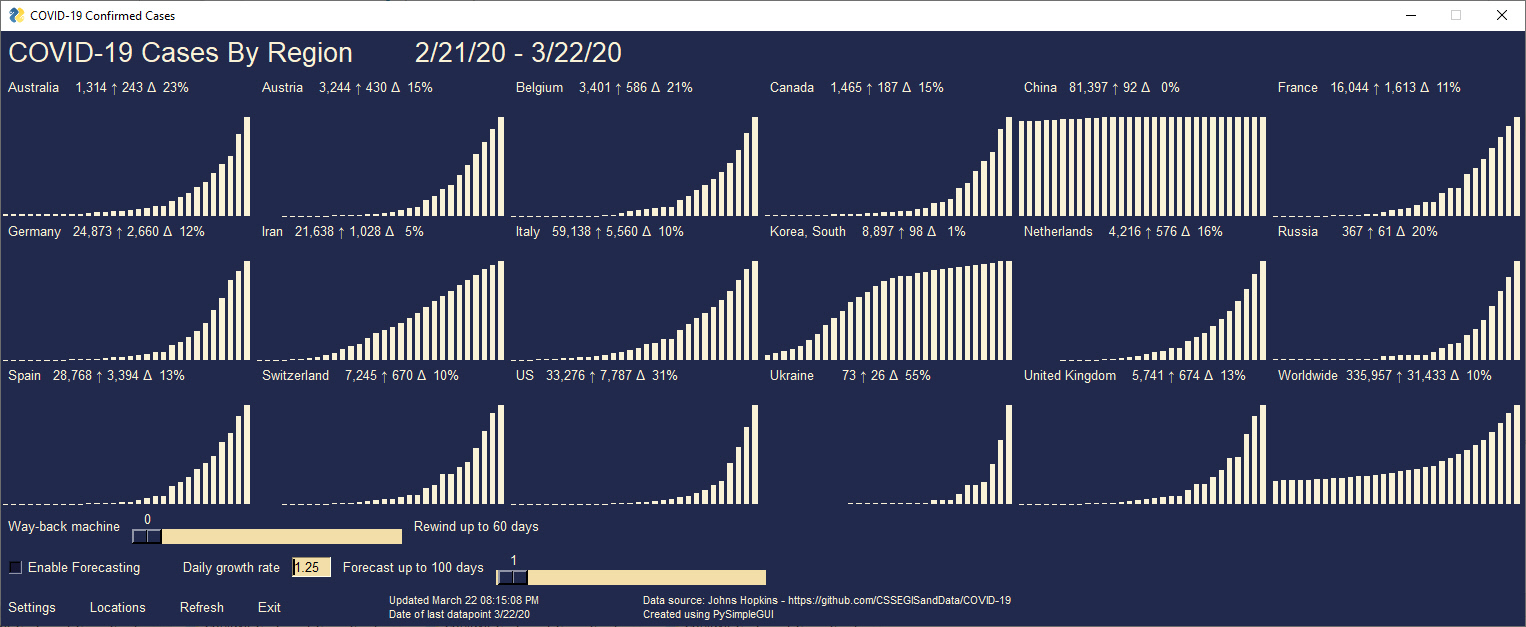 COVID-19 Confirmed Cases
COVID-19 Cases By Region 2/21/20 - 3/22/20
Australia 1,314 ↑ 243 Δ 23% Austria 3,244 ↑ 430 Δ 15% Belgium 3,401 ↑ 586 Δ 21% Canada 1,465 ↑ 187 Δ 15% China 81,397 ↑ 92 Δ 0% France 16,044 ↑ 1,613 Δ 11%
Germany 24,873 ↑ 2,660 Δ 12% Iran 21,638 ↑ 1,028 Δ 5% Italy 59,138 ↑ 5,560 Δ 10% Korea, South 8,897 ↑ 98 Δ 1% Netherlands 4,216 ↑ 576 Δ 16% Russia 367 ↑ 61 Δ 20%
Spain 28,768 ↑ 3,394 Δ 13% Switzerland 7,245 ↑ 670 Δ 10% US 33,276 ↑ 7,787 Δ 31% Ukraine 73 ↑ 26 Δ 55% United Kingdom 5,741 ↑ 674 Δ 13% Worldwide 335,957 ↑ 31,433 Δ 10%
0
Way-back machine Rewind up to 60 days
1
Enable Forecasting Daily growth rate 1.25 Forecast up to 100 days
Settings Locations Refresh Exit
Updated March 22 08:15:08 PM
Date of last datapoint 3/22/20
Data source: Johns Hopkins - https://github.com/CSSEGISandData/COVID-19
Created using PySimpleGUI